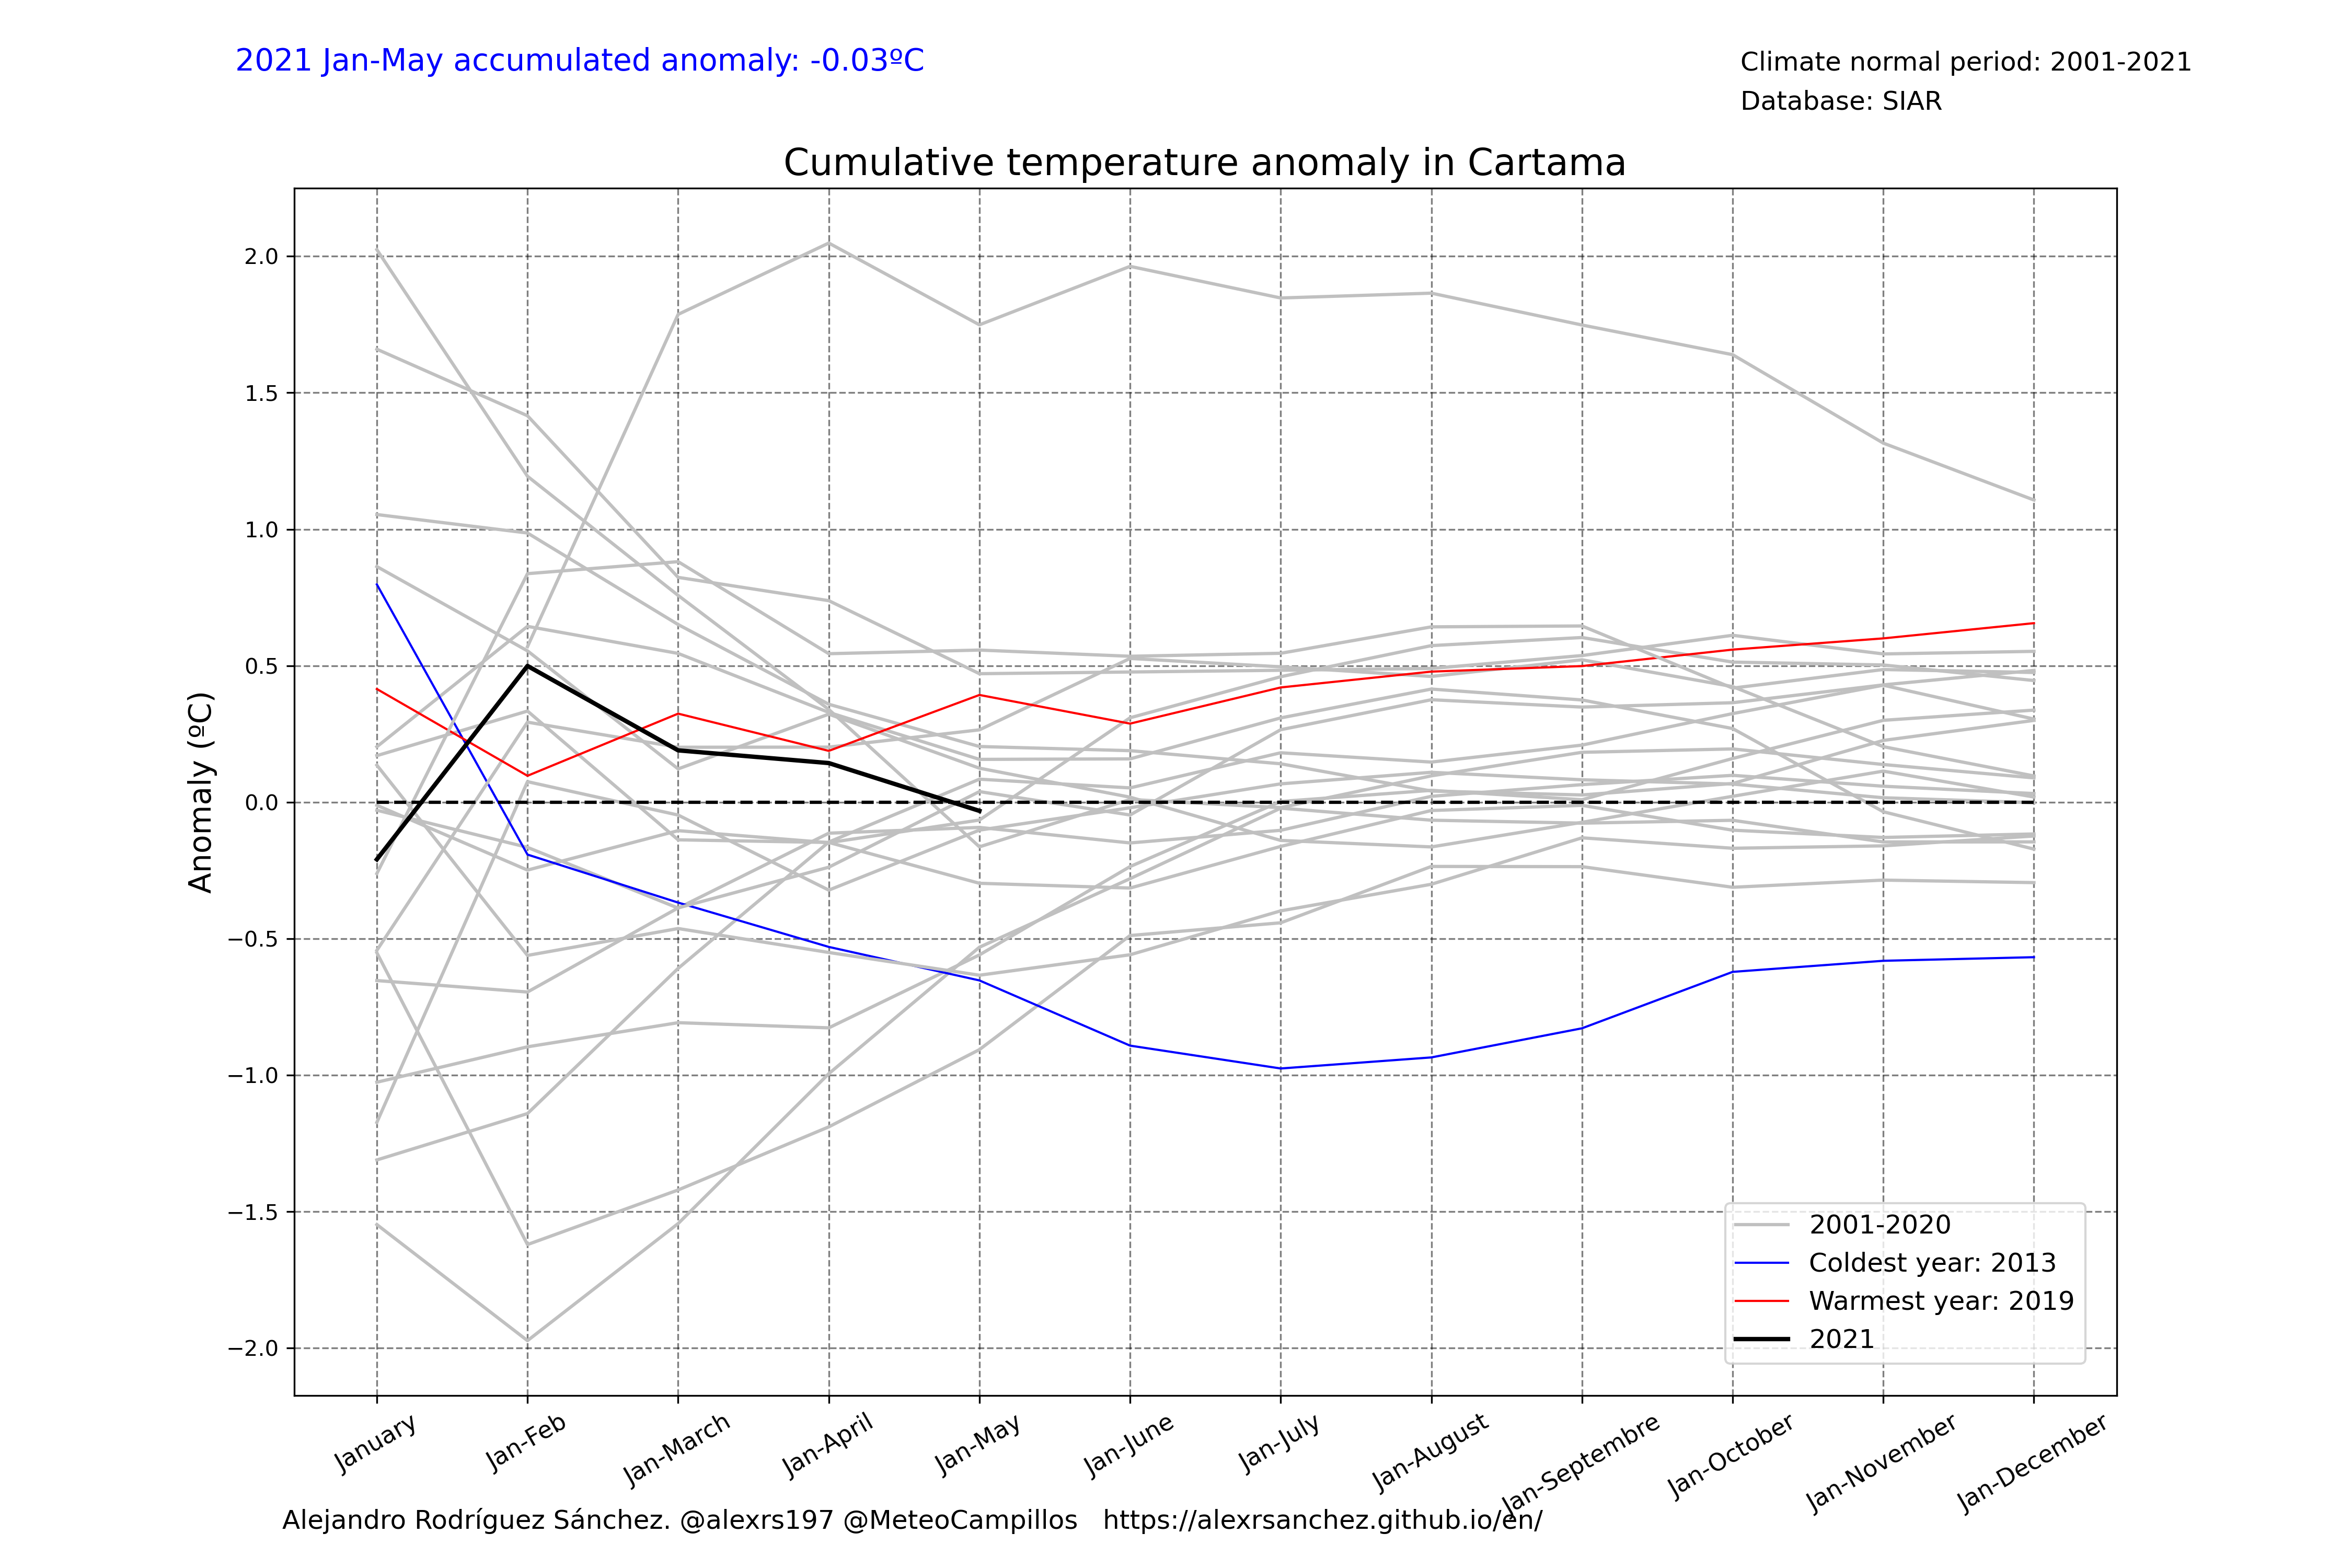 2021 Jan-May accumulated anomaly: -0.03ºC
Climate normal period: 2001-2021
Database: SIAR
Cumulative temperature anomaly in Cartama
Anomaly (ºC)
2.0
1.5
1.0
0.5
0.0
−0.5
−1.0
−1.5
−2.0
2001-2020
Coldest year: 2013
Warmest year: 2019
2021
January
Jan-Feb
Jan-March
Jan-April
Jan-May
Jan-June
Jan-July
Jan-August
Jan-Septembre
Jan-October
Jan-November
Jan-December
Alejandro Rodríguez Sánchez. @alexrs197 @MeteoCampillos https://alexrsanchez.github.io/en/